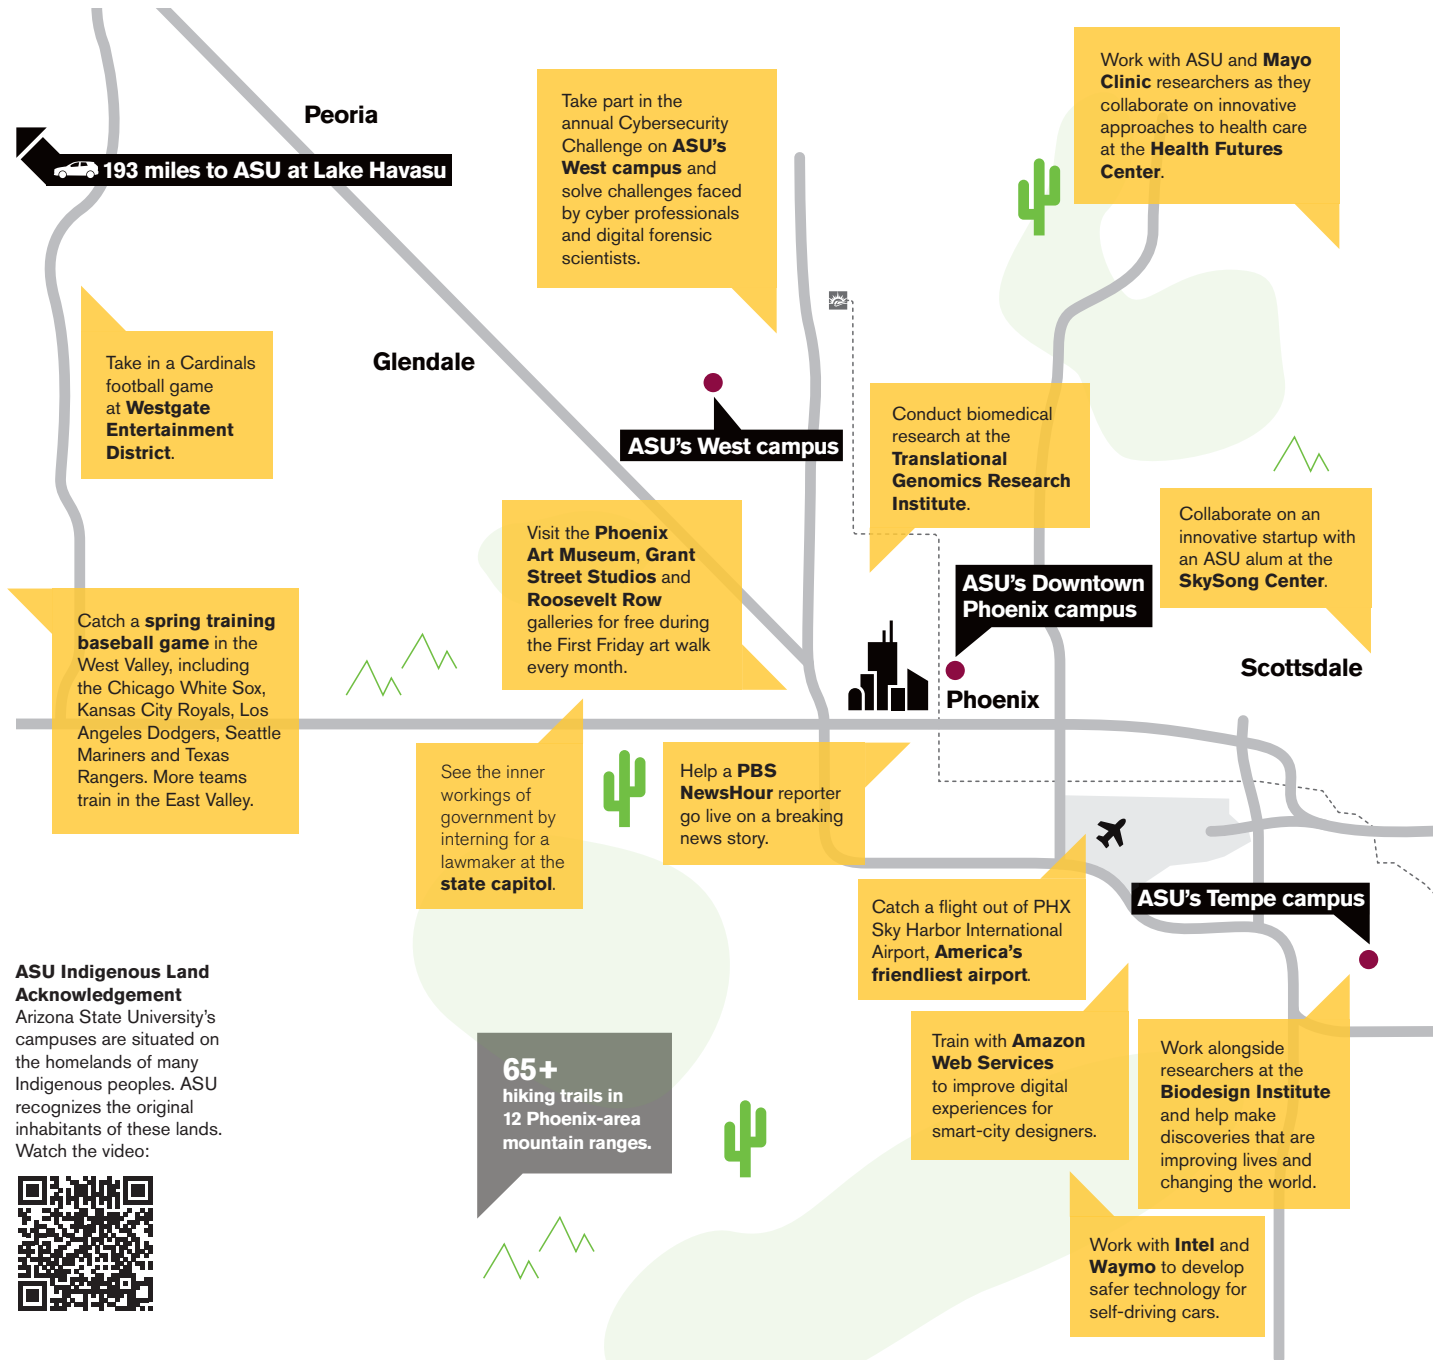 Work with ASU and Mayo
Clinic researchers as they
collaborate on innovative
approaches to health care
at the Health Futures
Center.
Take part in the
annual Cybersecurity
Challenge on ASU's
West campus and
solve challenges faced
by cyber professionals
and digital forensic
scientists.
Peoria
193 miles to ASU at Lake Havasu
Take in a Cardinals
football game
at Westgate
Entertainment
District.
Glendale
ASU's West campus
Conduct biomedical
research at the
Translational
Genomics Research
Institute.
Collaborate on an
innovative startup with
an ASU alum at the
SkySong Center.
Visit the Phoenix
Art Museum, Grant
Street Studios and
Roosevelt Row
galleries for free during
the First Friday art walk
every month.
ASU's Downtown
Phoenix campus
Catch a spring training
baseball game in the
West Valley, including
the Chicago White Sox,
Kansas City Royals, Los
Angeles Dodgers, Seattle
Mariners and Texas
Rangers. More teams
train in the East Valley.
Scottsdale
Phoenix
See the inner
workings of
government by
interning for a
lawmaker at the
state capitol.
Help a PBS
NewsHour reporter
go live on a breaking
news story.
Catch a flight out of PHX
Sky Harbor International
Airport, America's
friendliest airport.
ASU's Tempe campus
ASU Indigenous Land
Acknowledgement
Arizona State University's
campuses are situated on
the homelands of many
Indigenous peoples. ASU
recognizes the original
inhabitants of these lands.
Watch the video:
65+
hiking trails in
12 Phoenix-area
mountain ranges.
Train with Amazon
Web Services
to improve digital
experiences for
smart-city designers.
Work alongside
researchers at the
Biodesign Institute
and help make
discoveries that are
improving lives and
changing the world.
Work with Intel and
Waymo to develop
safer technology for
self-driving cars.